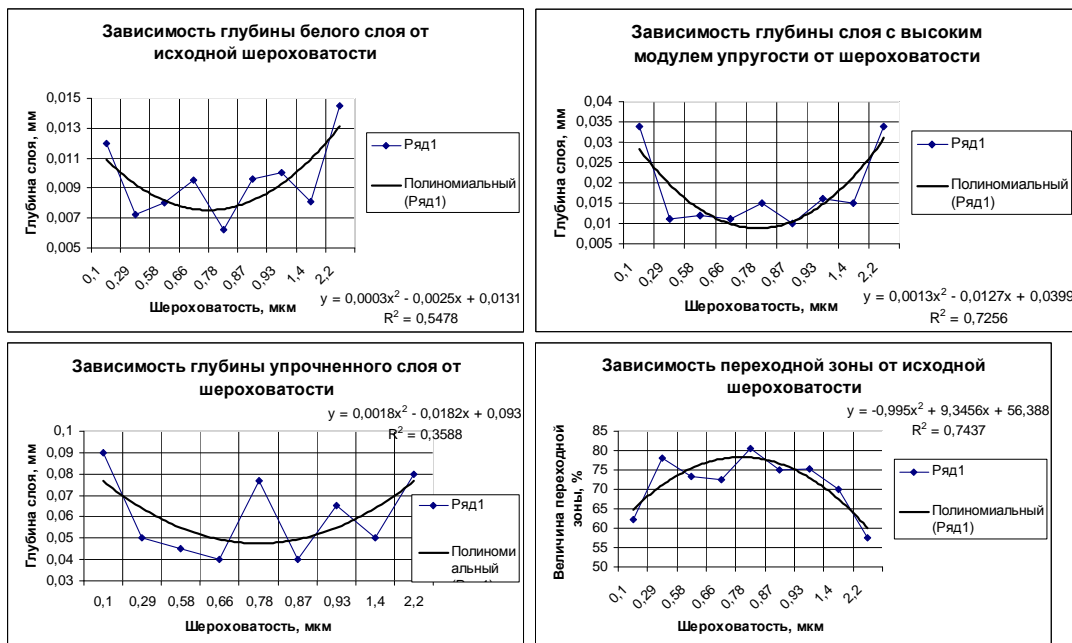 Зависимость глубины белого слоя от
исходной шероховатости
0,015
0,013
0,011
0,009
0,007
0,005
Глубина слоя, мм
0,1
0,29
0,58
0,66
0,78
0,87
0,93
1,4
2,2
Шероховатость, мкм
Ряд1
Полиномиальный
(Ряд1)
y = 0,0003x² - 0,0025x + 0,0131
R² = 0,5478
Зависимость глубины слоя с высоким
модулем упругости от шероховатости
0,04
0,035
0,03
0,025
0,02
0,015
0,01
0,005
Глубина слоя, мм
0,1
0,29
0,58
0,66
0,78
0,87
0,93
1,4
2,2
Шероховатость, мкм
Ряд1
Полиномиальный
(Ряд1)
y = 0,0013x² - 0,0127x + 0,0399
R² = 0,7256
Зависимость глубины упрочненного слоя от
шероховатости
y = 0,0018x² - 0,0182x + 0,093
R² = 0,3588
0,1
0,09
0,08
0,07
0,06
0,05
0,04
0,03
Глубина слоя, мм
0,1 0,29 0,58 0,66 0,78 0,87 0,93 1,4 2,2
Шероховатость, мкм
Ряд1
Полиноми
альный
Зависимость переходной зоны от исходной
шероховатости
y = -0,995x² + 9,3456x + 56,388
R² = 0,7437
85
80
75
70
65
60
55
50
Величина переходной
зоны, %
0,1
0,29
0,58
0,66
0,78
0,87
0,93
1,4
2,2
Шероховатость, мкм
Ряд1
Полиномиальный
(Ряд1)